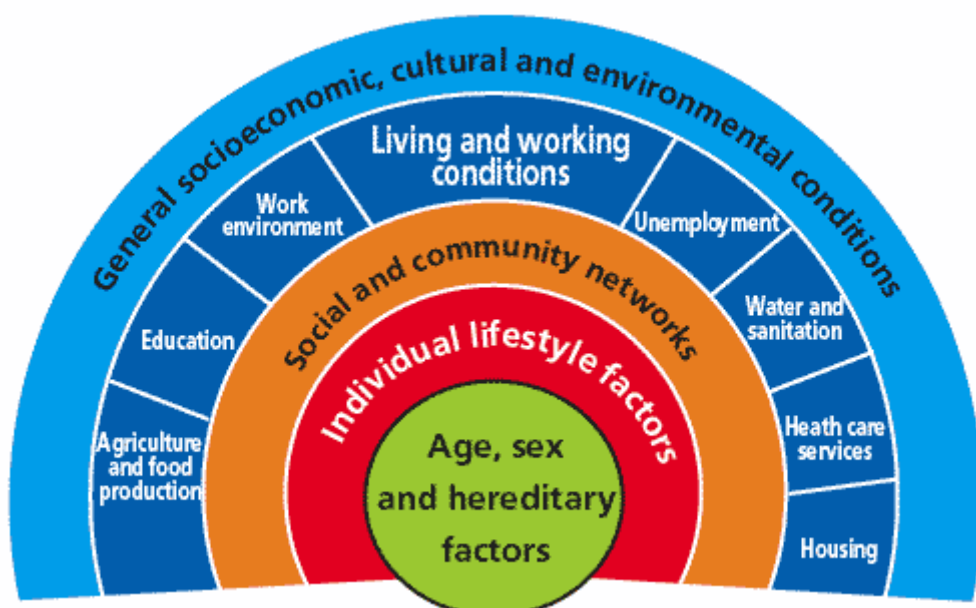 General socioeconomic, cultural and environmental conditions
Living and working
conditions
Work
environment
Unemployment
Education
Water and
sanitation
Agriculture
and food
production
Heath care
services
Housing
Social and community networks
Individual lifestyle factors
Age, sex
and hereditary
factors